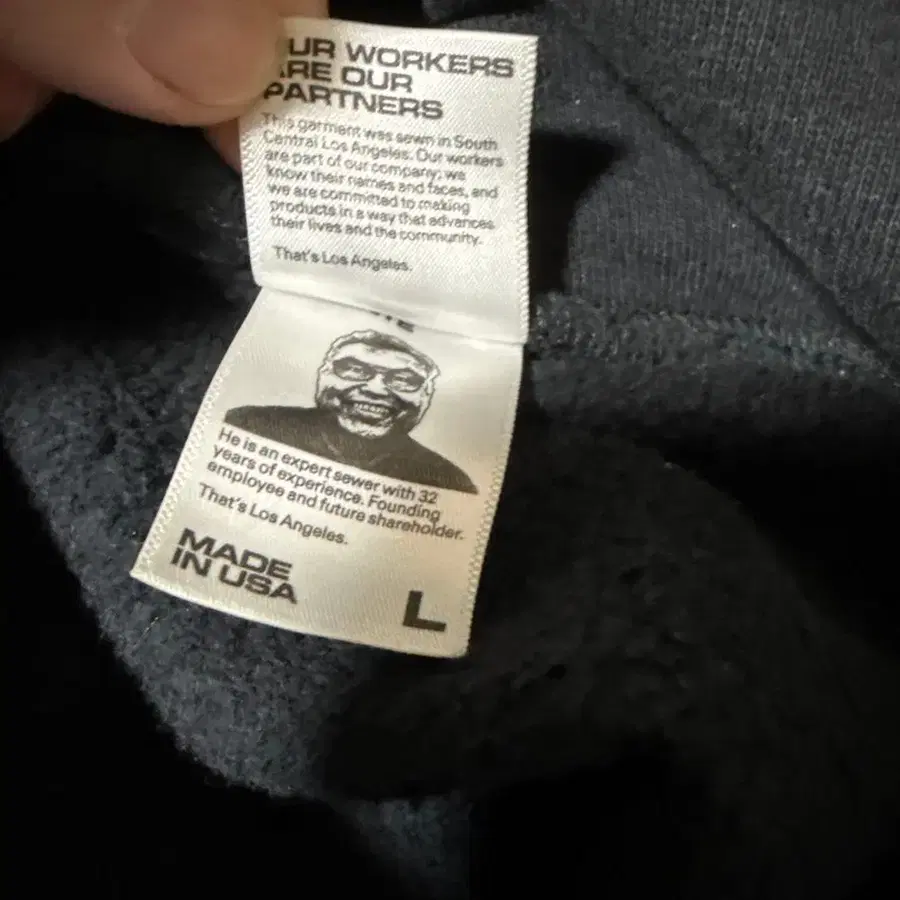 UR WORKERS
RE OUR
PARTNERS
This garment was sewn in South
Central Los Angeles. Our workers
are part of our company; we
know their names and faces, and
we are committed to making
products in a way that advances
their lives and the community.
That's Los Angeles.
He is an expert sewer with 32
years of experience. Founding
employee and future shareholder.
That's Los Angeles.
MADE
IN USA
L